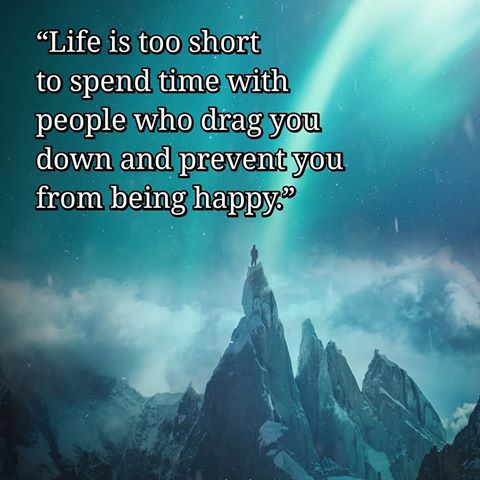 “Life is too short
to spend time with
people who drag you
down and prevent you
from being happy.”